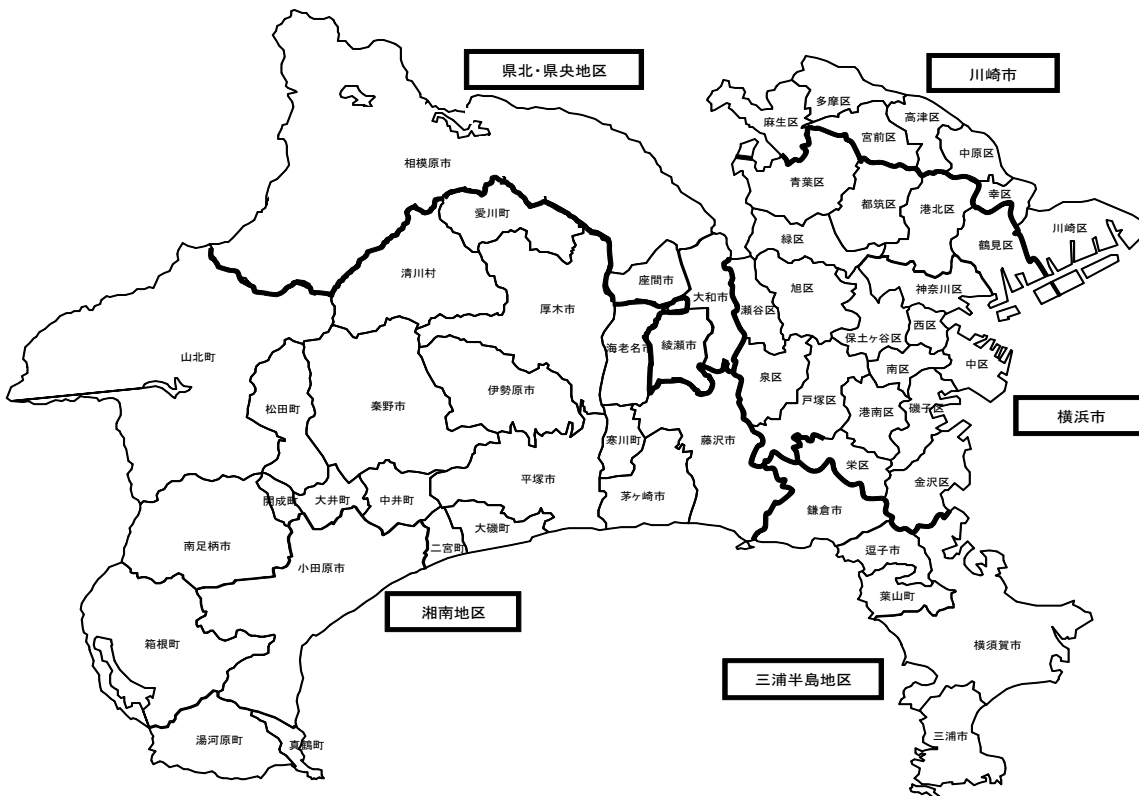 県北・県央地区
川崎市
多摩区
麻生区
高津区
宮前区
中原区
幸区
川崎区
相模原市
青葉区
都筑区
港北区
鶴見区
愛川町
緑区
清川村
座間市
大和市
瀬谷区
旭区
神奈川区
厚木市
海老名市
綾瀬市
保土ヶ谷区
西区
山北町
南区
中区
松田町
秦野市
伊勢原市
泉区
戸塚区
港南区
磯子区
横浜市
寒川町
藤沢市
栄区
平塚市
金沢区
開成町
大井町
中井町
茅ヶ崎市
鎌倉市
大磯町
南足柄市
二宮町
逗子市
小田原市
葉山町
湘南地区
箱根町
横須賀市
三浦半島地区
三浦市
湯河原町
真鶴町